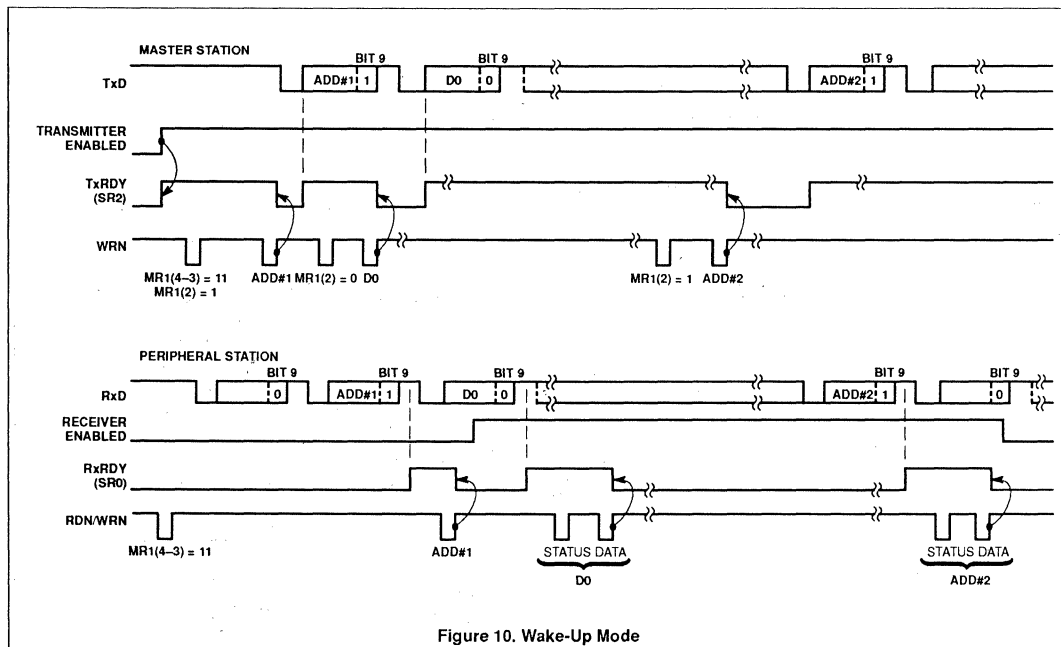 MASTER STATION
BIT 9 BIT 9 BIT 9
TxD ADD#1 1 D0 0 ADD#2 1
TRANSMITTER
ENABLED
TxRDY
(SR2)
WRN
MR1(4–3) = 11 ADD#1 MR1(2) = 0 D0 MR1(2) = 1 ADD#2
MR1(2) = 1
PERIPHERAL STATION
BIT 9 BIT 9 BIT 9 BIT 9 BIT 9
RxD 0 ADD#1 1 D0 0 ADD#2 1 0
RECEIVER
ENABLED
RxRDY
(SR0)
RDN/WRN
MR1(4–3) = 11 ADD#1 STATUS DATA STATUS DATA
D0 ADD#2
Figure 10. Wake-Up Mode